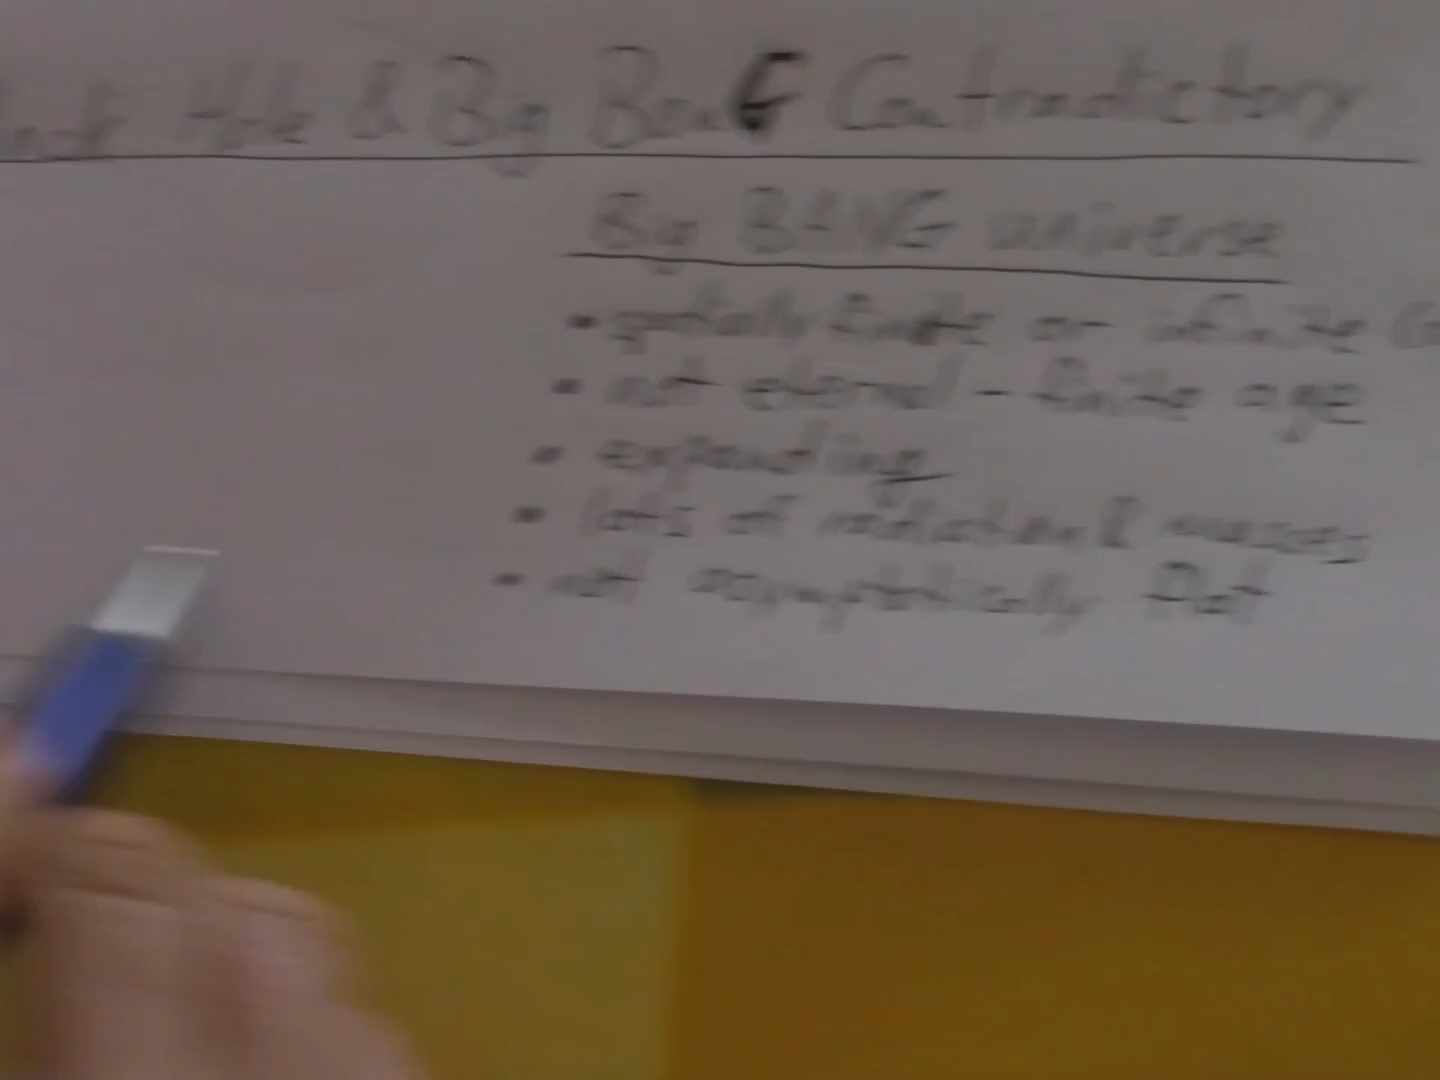 Hole & Big Bang Contradictory
Big BANG universe
• spatially finite or infinite
• not eternal - finite age
• expanding
• lots of radiation & masses
• not asymptotically flat